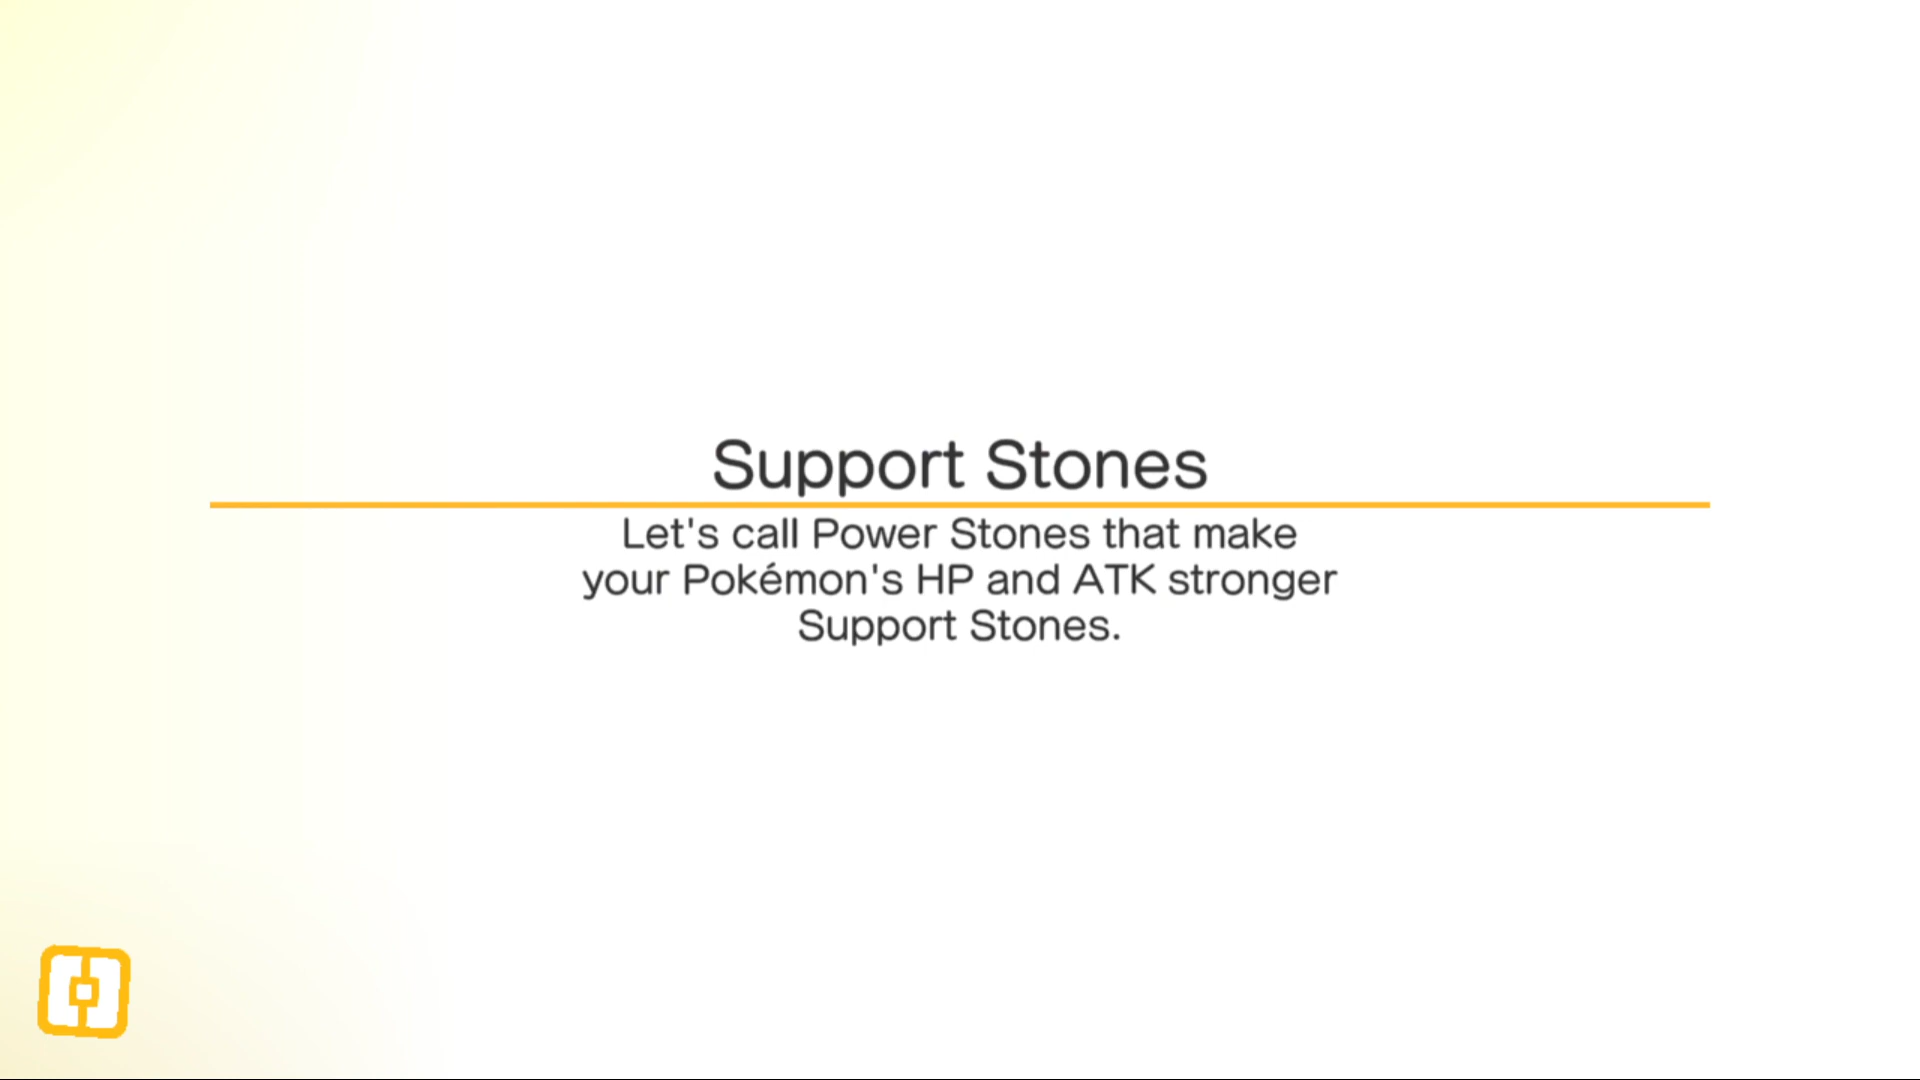 Support Stones
Let's call Power Stones that make
your Pokémon's HP and ATK stronger
Support Stones.